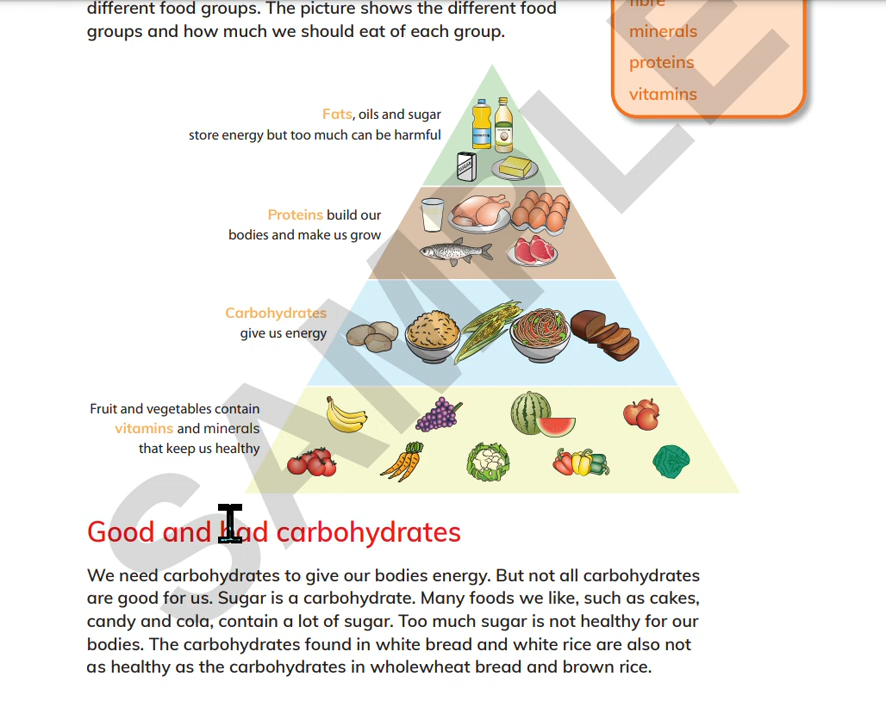 different food groups. The picture shows the different food
groups and how much we should eat of each group.
fibre
minerals
proteins
vitamins
Fats, oils and sugar
store energy but too much can be harmful
Proteins build our
bodies and make us grow
Carbohydrates
give us energy
Fruit and vegetables contain
vitamins and minerals
that keep us healthy
Good and bad carbohydrates
We need carbohydrates to give our bodies energy. But not all carbohydrates
are good for us. Sugar is a carbohydrate. Many foods we like, such as cakes,
candy and cola, contain a lot of sugar. Too much sugar is not healthy for our
bodies. The carbohydrates found in white bread and white rice are also not
as healthy as the carbohydrates in wholewheat bread and brown rice.
SAMPLE